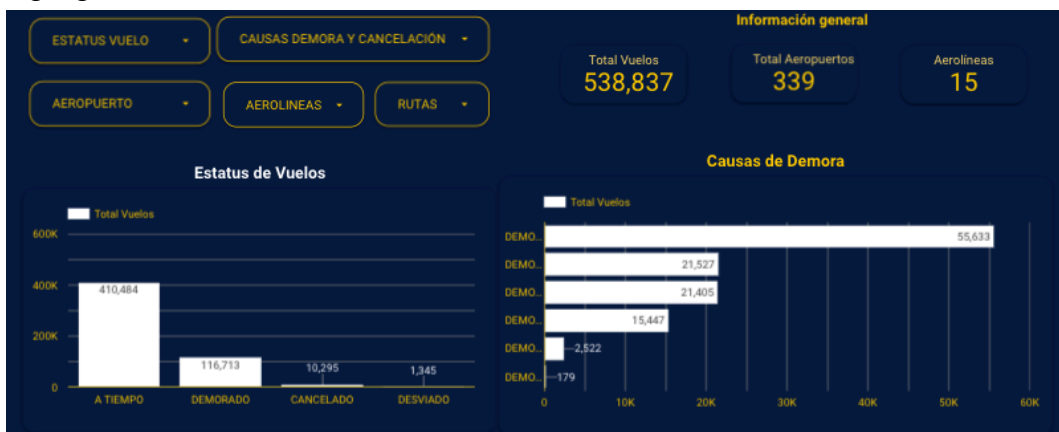 ESTATUS VUELO
CAUSAS DEMORA Y CANCELACIÓN
AEROPUERTO
AEROLINEAS
RUTAS
Información general
Total Vuelos
538,837
Total Aeropuertos
339
Aerolíneas
15
Estatus de Vuelos
Total Vuelos
600K
400K
200K
0
410,484
116,713
10,295
1,345
A TIEMPO
DEMORADO
CANCELADO
DESVIADO
Causas de Demora
Total Vuelos
DEMO... 55,633
DEMO... 21,527
DEMO... 21,405
DEMO... 15,447
DEMO... 2,522
DEMO... 179
0 10K 20K 30K 40K 50K 60K